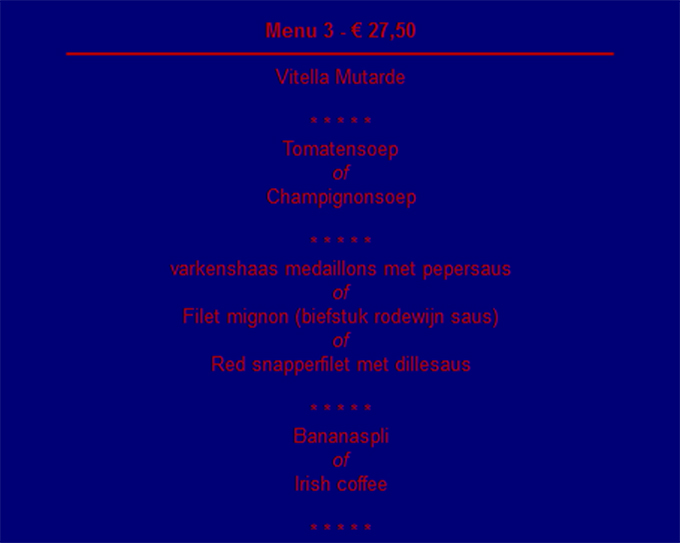 Menu 3 - € 27,50
Vitella Mutarde
* * * * *
Tomatensoep
of
Champignonsoep
* * * * *
varkenshaas medaillons met pepersaus
of
Filet mignon (biefstuk rodewijn saus)
of
Red snapperfilet met dillesaus
* * * * *
Bananaspli
of
Irish coffee
* * * * *